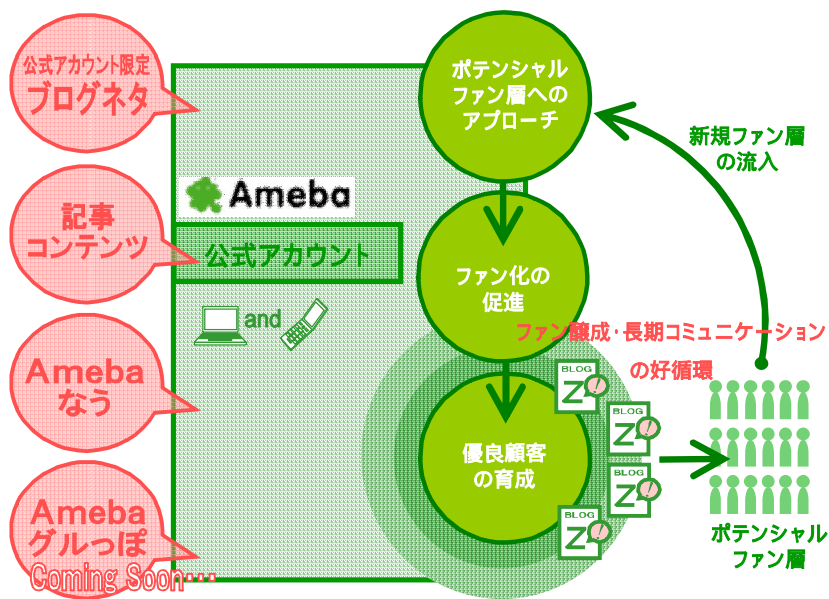 公式アカウント限定
ブログネタ
記事
コンテンツ
Ameba
なう
Ameba
グルっぽ
Coming Soon・・・
Ameba
公式アカウント
and
ポテンシャル
ファン層への
アプローチ
ファン化の
促進
ファン醸成・長期コミュニケーション
の好循環
優良顧客
の育成
BLOG
Z!
BLOG
Z!
BLOG
Z!
BLOG
Z!
新規ファン層
の流入
ポテンシャル
ファン層